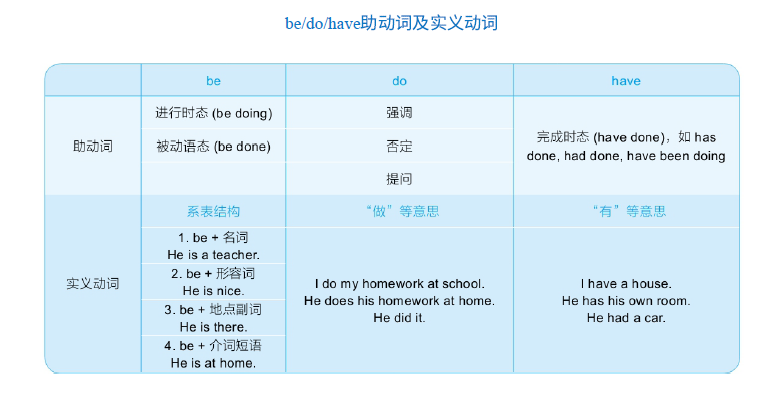 be/do/have助动词及实义动词
be do have
助动词
进行时态 (be doing)
被动语态 (be done)
强调
否定
提问
完成时态 (have done)，如 has
done, had done, have been doing
实义动词
系表结构
1. be + 名词
He is a teacher.
2. be + 形容词
He is nice.
3. be + 地点副词
He is there.
4. be + 介词短语
He is at home.
“做”等意思
I do my homework at school.
He does his homework at home.
He did it.
“有”等意思
I have a house.
He has his own room.
He had a car.